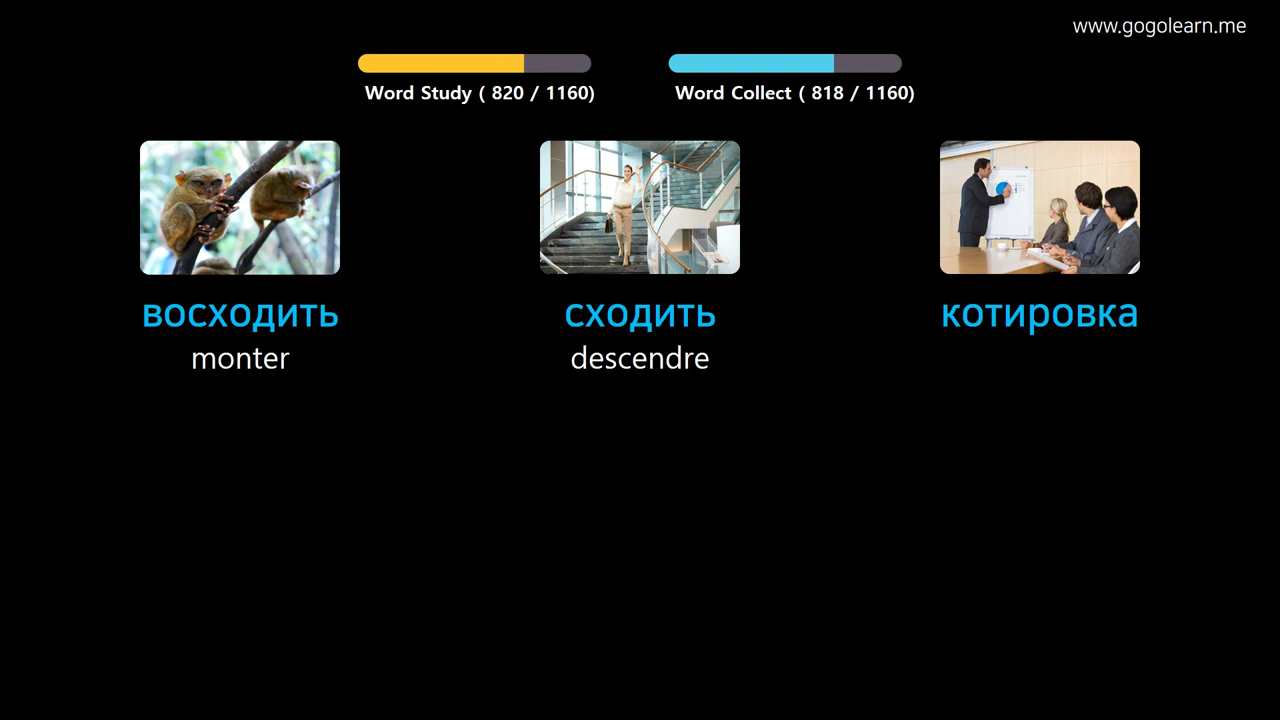 www.gogolearn.me
Word Study ( 820 / 1160)
Word Collect ( 818 / 1160)
восходить
monter
сходить
descendre
котировка